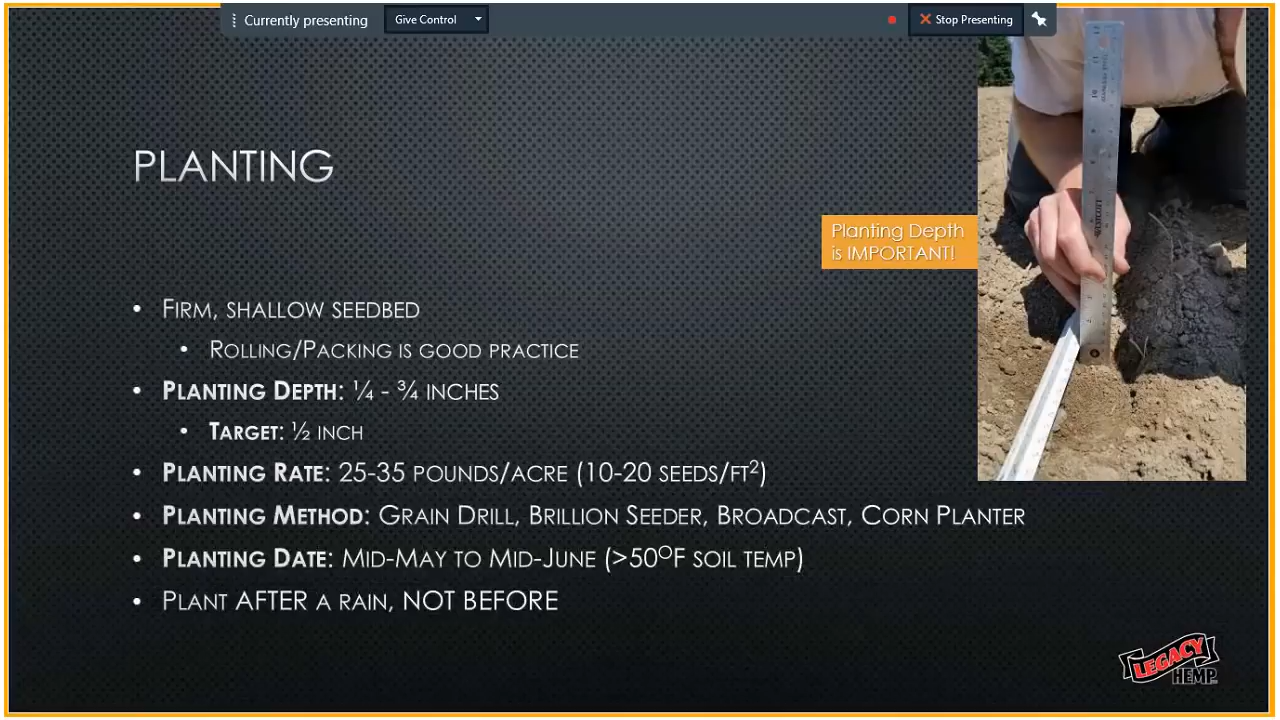 Currently presenting
Give Control
Stop Presenting
PLANTING
Planting Depth
is IMPORTANT!
• FIRM, SHALLOW SEEDBED
• ROLLING/PACKING IS GOOD PRACTICE
• PLANTING DEPTH: ¼ - ¾ INCHES
• TARGET: ½ INCH
• PLANTING RATE: 25-35 POUNDS/ACRE (10-20 SEEDS/FT²)
• PLANTING METHOD: GRAIN DRILL, BRILLION SEEDER, BROADCAST, CORN PLANTER
• PLANTING DATE: MID-MAY TO MID-JUNE (>50ºF SOIL TEMP)
• PLANT AFTER A RAIN, NOT BEFORE
LEGACY
HEMP